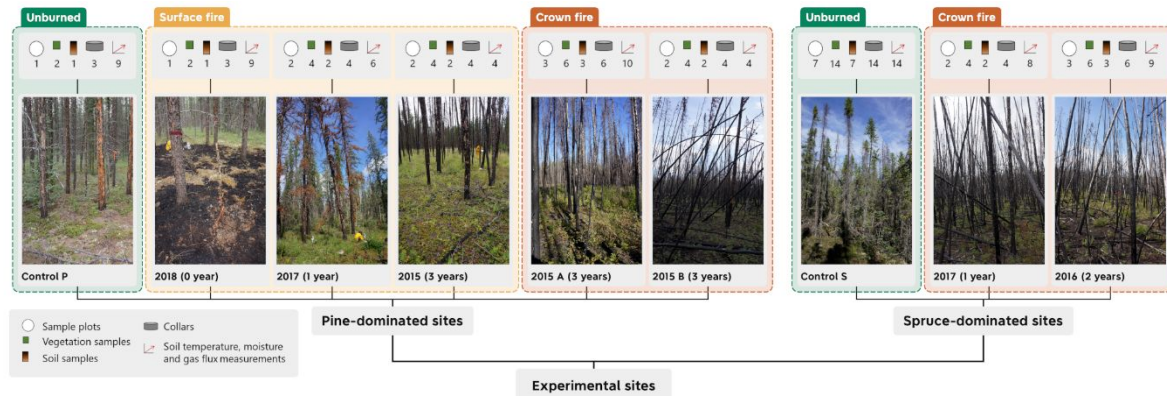 Unburned
Surface fire
Crown fire
Unburned
Crown fire
1 2 1 3 9
1 2 1 3 9
2 4 2 4 6
2 4 2 4 4
3 6 3 6 10
2 4 2 4 4
7 14 7 14 14
2 4 2 4 8
3 6 3 6 9
Control P
2018 (0 year)
2017 (1 year)
2015 (3 years)
2015 A (3 years)
2015 B (3 years)
Control S
2017 (1 year)
2016 (2 years)
Pine-dominated sites
Spruce-dominated sites
Sample plots
Vegetation samples
Soil samples
Collars
Soil temperature, moisture
and gas flux measurements
Experimental sites